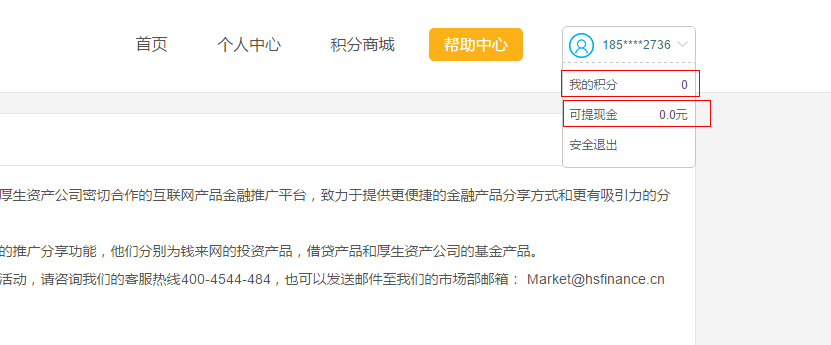 首页 个人中心 积分商城 帮助中心 185****2736
我的积分 0
可提现金 0.0元
安全退出
厚生资产公司密切合作的互联网产品金融推广平台，致力于提供更便捷的金融产品分享方式和更有吸引力的分
的推广分享功能，他们分别为钱来网的投资产品，借贷产品和厚生资产公司的基金产品。
活动，请咨询我们的客服热线400-4544-484，也可以发送邮件至我们的市场部邮箱： Market@hsfinance.cn